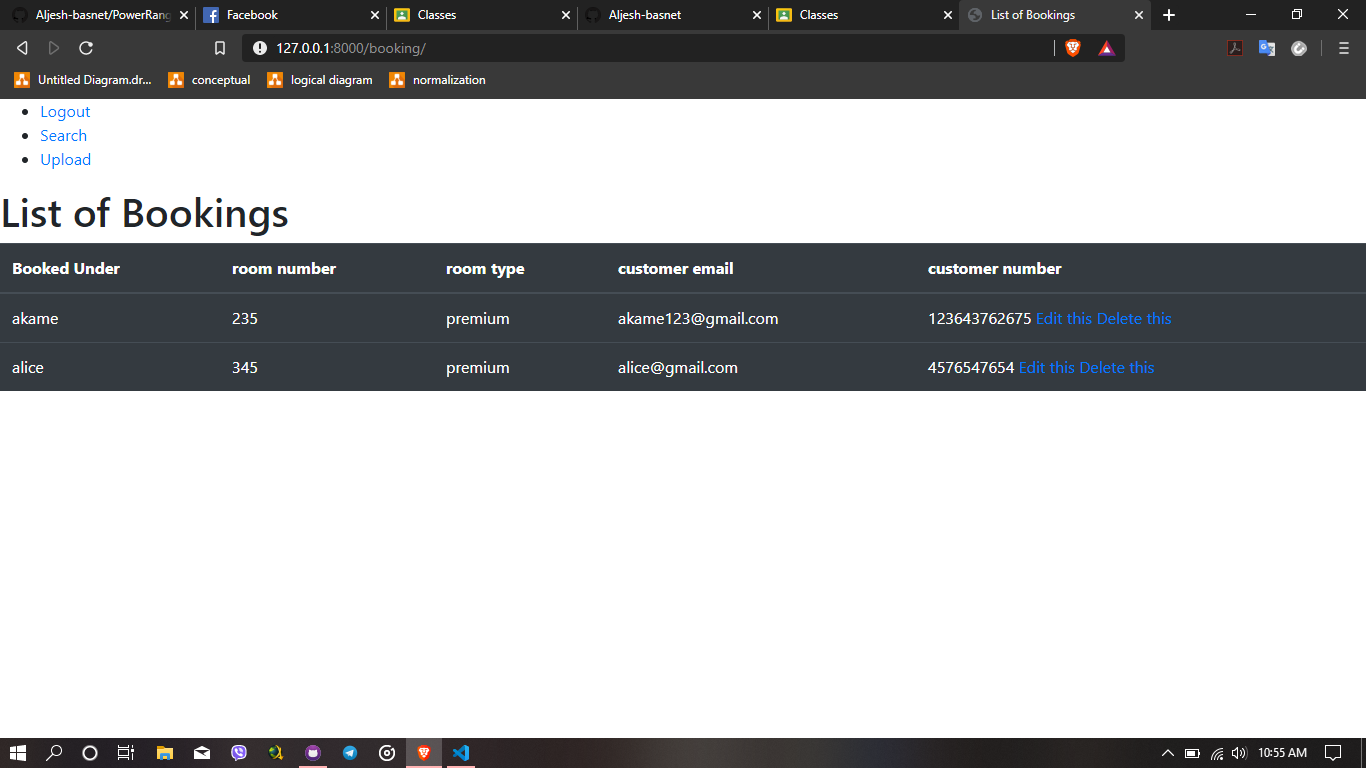 Aljesh-basnet/PowerRang
Facebook
Classes
Aljesh-basnet
Classes
List of Bookings
127.0.0.1:8000/booking/
Untitled Diagram.dr... conceptual logical diagram normalization
Logout
Search
Upload
List of Bookings
Booked Under room number room type customer email customer number
akame 235 premium akame123@gmail.com 123643762675 Edit this Delete this
alice 345 premium alice@gmail.com 4576547654 Edit this Delete this
10:55 AM